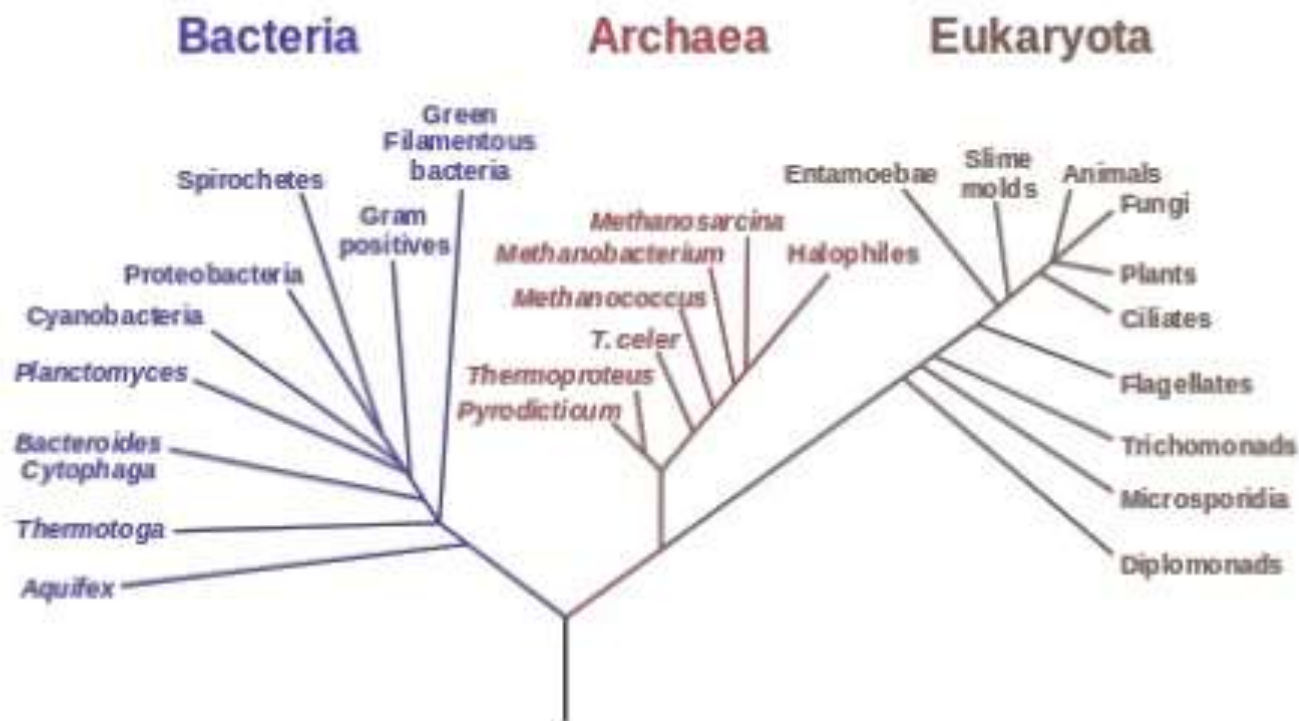 Bacteria
Archaea
Eukaryota
Green
Filamentous
bacteria
Spirochetes
Gram
positives
Proteobacteria
Cyanobacteria
Planctomyces
Bacteroides
Cytophaga
Thermotoga
Aquifex
Methanosarcina
Methanobacterium
Halophiles
Methanococcus
T. celer
Thermoproteus
Pyrodicticum
Entamoebae
Slime
molds
Animals
Fungi
Plants
Ciliates
Flagellates
Trichomonads
Microsporidia
Diplomonads